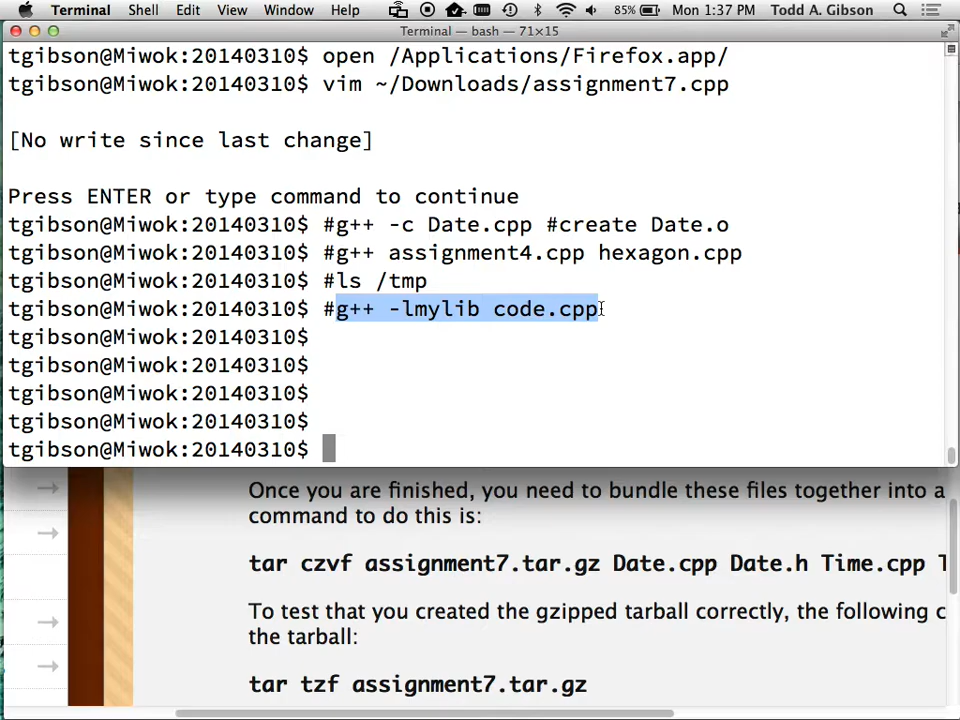 Terminal Shell Edit View Window Help 85% Mon 1:37 PM Todd A. Gibson
Terminal — bash — 71×15
tgibson@Miwok:20140310$ open /Applications/Firefox.app/
tgibson@Miwok:20140310$ vim ~/Downloads/assignment7.cpp
[No write since last change]
Press ENTER or type command to continue
tgibson@Miwok:20140310$ #g++ -c Date.cpp #create Date.o
tgibson@Miwok:20140310$ #g++ assignment4.cpp hexagon.cpp
tgibson@Miwok:20140310$ #ls /tmp
tgibson@Miwok:20140310$ #g++ -lmylib code.cpp
tgibson@Miwok:20140310$
tgibson@Miwok:20140310$
tgibson@Miwok:20140310$
tgibson@Miwok:20140310$
tgibson@Miwok:20140310$
Once you are finished, you need to bundle these files together into a
command to do this is:
tar czvf assignment7.tar.gz Date.cpp Date.h Time.cpp T
To test that you created the gzipped tarball correctly, the following c
the tarball:
tar tzf assignment7.tar.gz